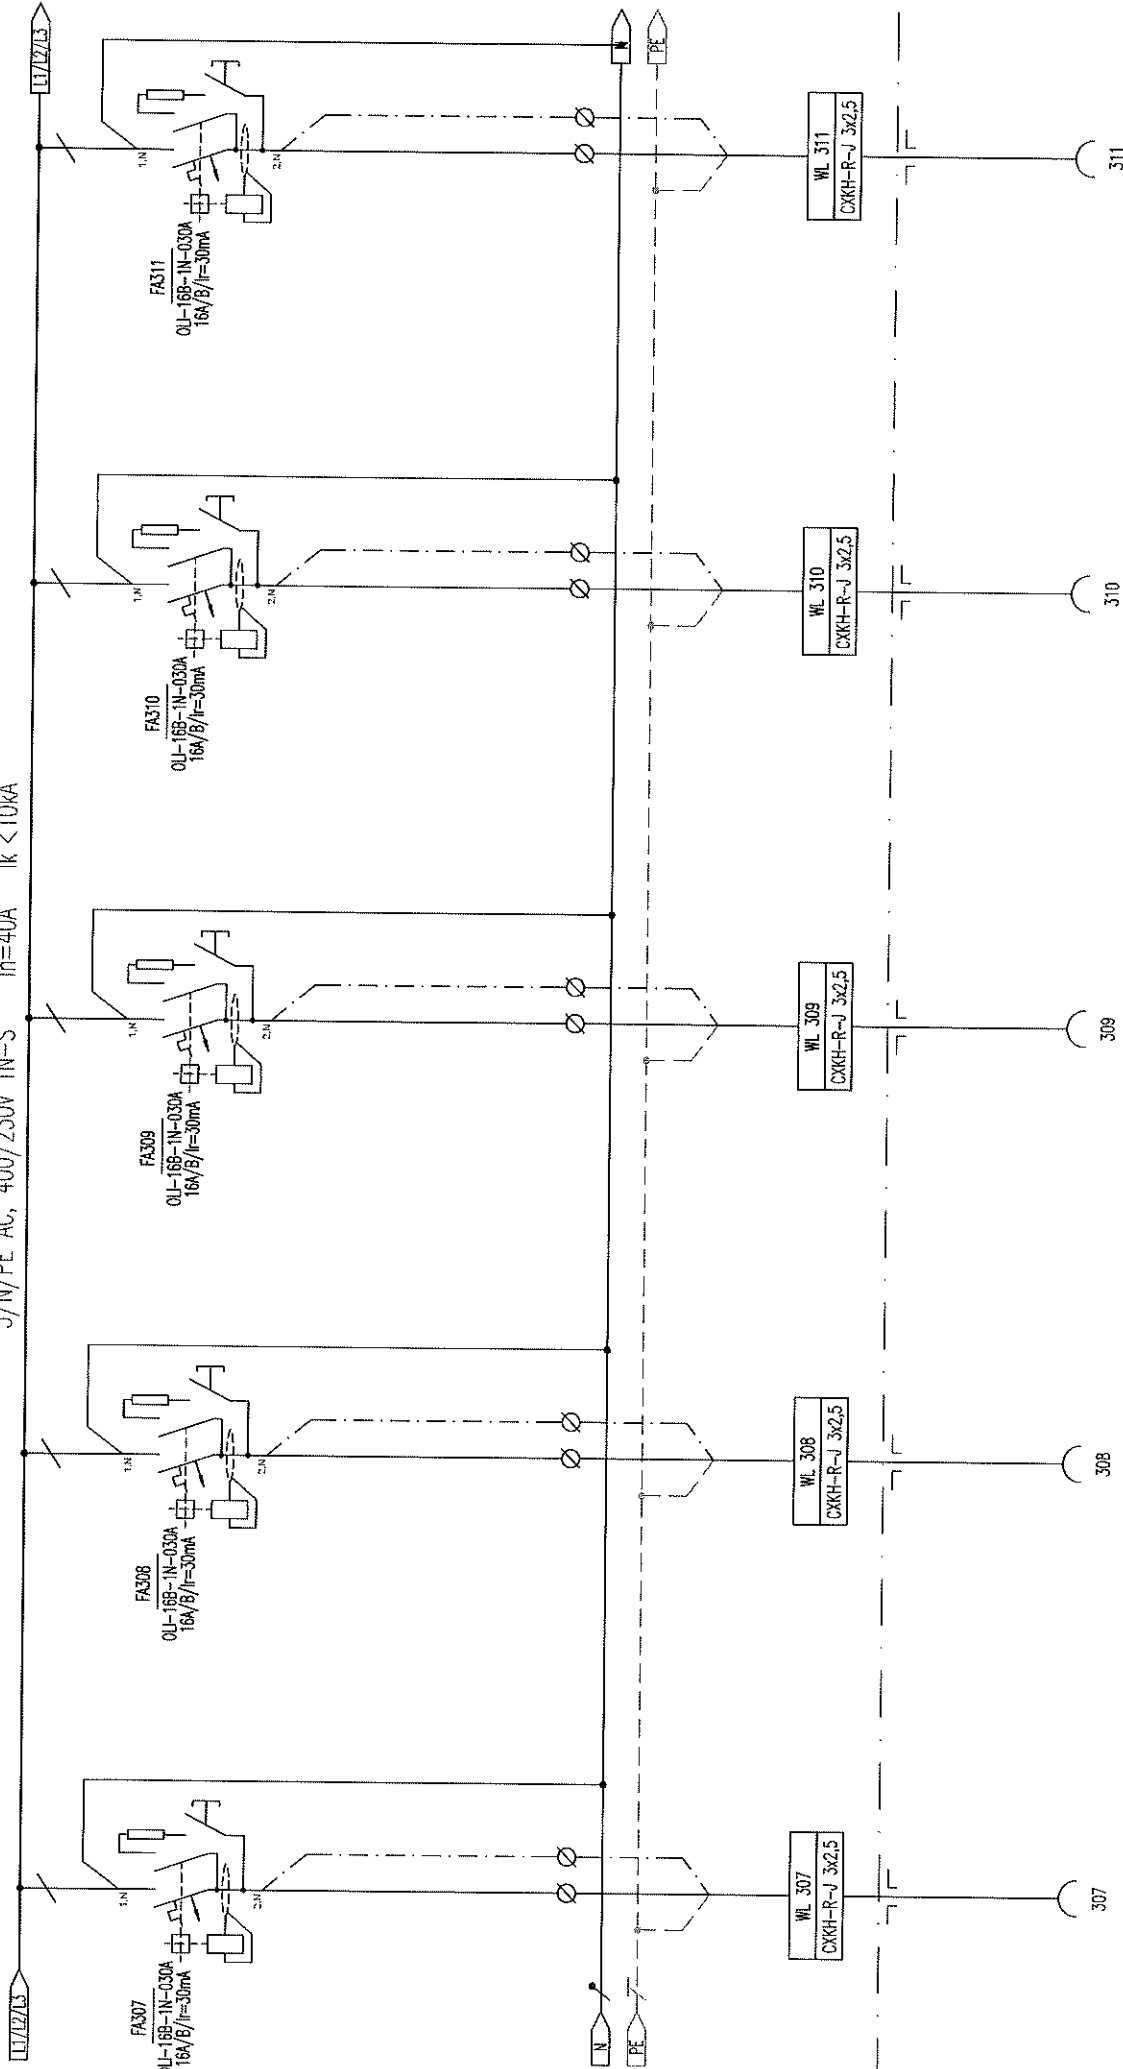 3/N/PE AC, 400/230V TN-S In=40A Ik <10kA
L1/L2/L3
L1/L2/L3
FA307
OLI-16B-1N-030A
16A/B/Ir=30mA
1.N
2.N
FA308
OLI-16B-1N-030A
16A/B/Ir=30mA
1.N
2.N
FA309
OLI-16B-1N-030A
16A/B/Ir=30mA
1.N
2.N
FA310
OLI-16B-1N-030A
16A/B/Ir=30mA
1.N
2.N
FA311
OLI-16B-1N-030A
16A/B/Ir=30mA
1.N
2.N
N
N
PE
PE
WL 307
CXKH-R-J 3x2,5
WL 308
CXKH-R-J 3x2,5
WL 309
CXKH-R-J 3x2,5
WL 310
CXKH-R-J 3x2,5
WL 311
CXKH-R-J 3x2,5
307
308
309
310
311